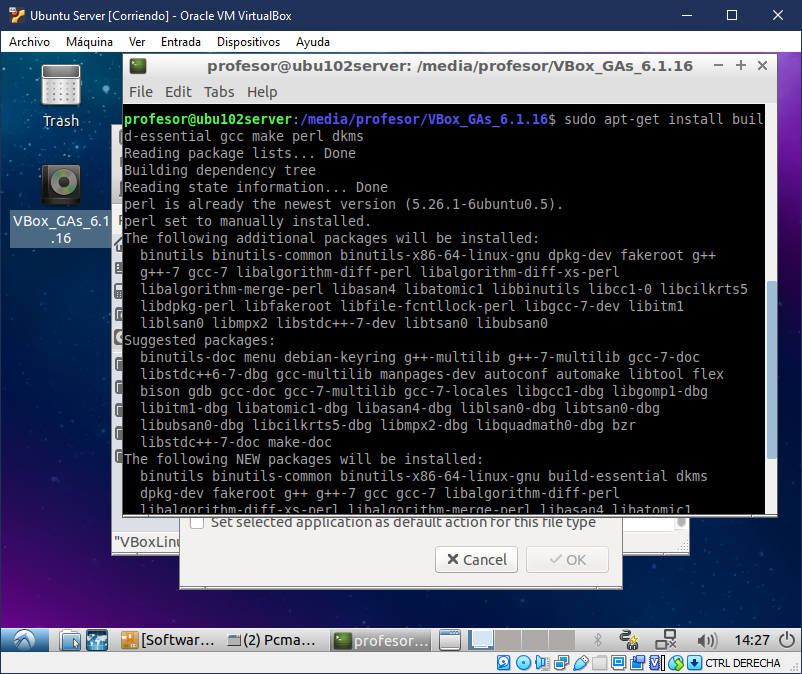 Ubuntu Server [Corriendo] - Oracle VM VirtualBox
Archivo Máquina Ver Entrada Dispositivos Ayuda
Trash
VBox_GAs_6.1
.16
profesor@ubu102server: /media/profesor/VBox_GAs_6.1.16
File Edit Tabs Help
profesor@ubu102server:/media/profesor/VBox_GAs_6.1.16$ sudo apt-get install buil
d-essential gcc make perl dkms
Reading package lists... Done
Building dependency tree
Reading state information... Done
perl is already the newest version (5.26.1-6ubuntu0.5).
perl set to manually installed.
The following additional packages will be installed:
binutils binutils-common binutils-x86-64-linux-gnu dpkg-dev fakeroot g++
g++-7 gcc-7 libalgorithm-diff-perl libalgorithm-diff-xs-perl
libalgorithm-merge-perl libasan4 libatomic1 libbinutils libcc1-0 libcilkrts5
libdpkg-perl libfakeroot libfile-fcntllock-perl libgcc-7-dev libitm1
liblsan0 libmpx2 libstdc++-7-dev libtsan0 libubsan0
Suggested packages:
binutils-doc menu debian-keyring g++-multilib g++-7-multilib gcc-7-doc
libstdc++6-7-dbg gcc-multilib manpages-dev autoconf automake libtool flex
bison gdb gcc-doc gcc-7-multilib gcc-7-locales libgcc1-dbg libgomp1-dbg
libitm1-dbg libatomic1-dbg libasan4-dbg liblsan0-dbg libtsan0-dbg
libubsan0-dbg libcilkrts5-dbg libmpx2-dbg libquadmath0-dbg bzr
libstdc++-7-doc make-doc
The following NEW packages will be installed:
binutils binutils-common binutils-x86-64-linux-gnu build-essential dkms
dpkg-dev fakeroot g++ g++-7 gcc gcc-7 libalgorithm-diff-perl
libalgorithm-diff-xs-perl libalgorithm-merge-perl libasan4 libatomic1
Set selected application as default action for this file type
"VBoxLinu
Cancel OK
[Softwar... (2) Pcma... profesor... 14:27
CTRL DERECHA